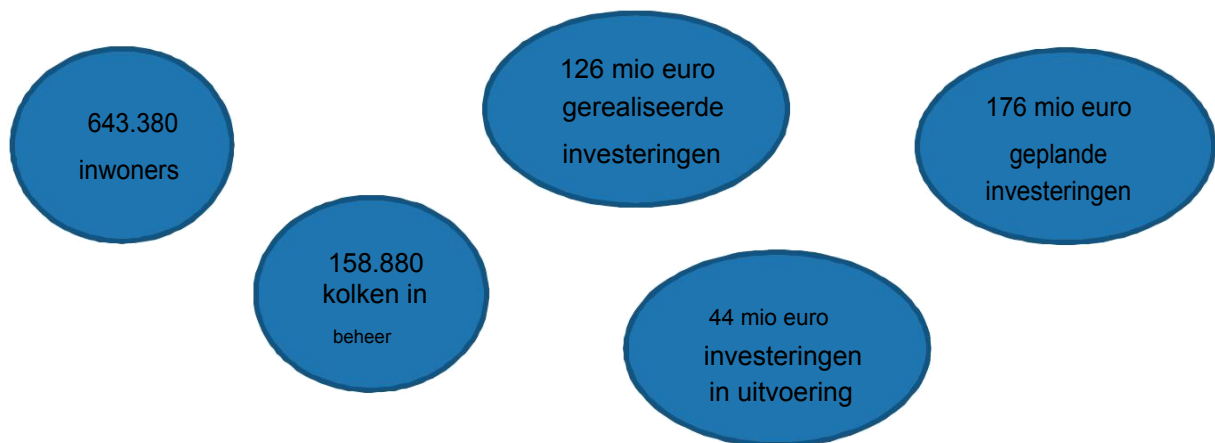 643.380
inwoners
158.880
kolken in
beheer
126 mio euro
gerealiseerde
investeringen
44 mio euro
investeringen
in uitvoering
176 mio euro
geplande
investeringen